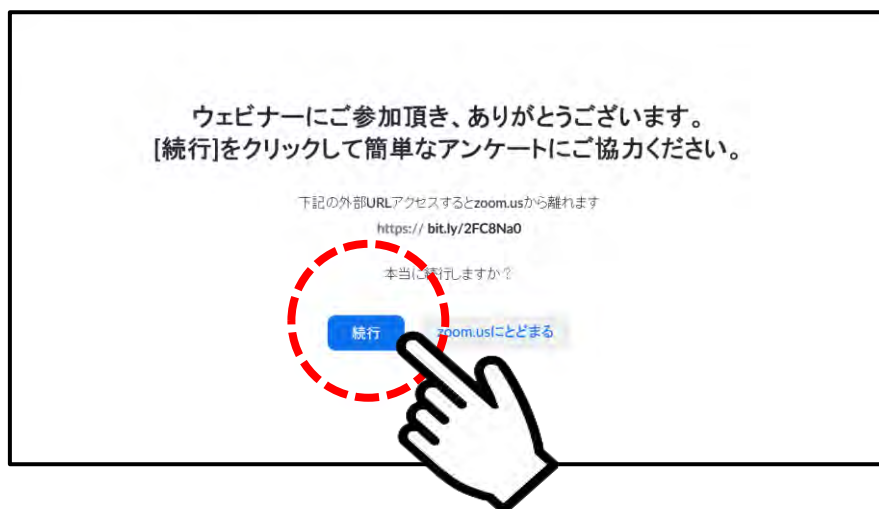 ウェビナーにご参加頂き、ありがとうございます。
[続行]をクリックして簡単なアンケートにご協力ください。
下記の外部URLアクセスするとzoom.usから離れます
https:// bit.ly/2FC8Na0
本当に続行しますか？
続行
zoom.usにとどまる